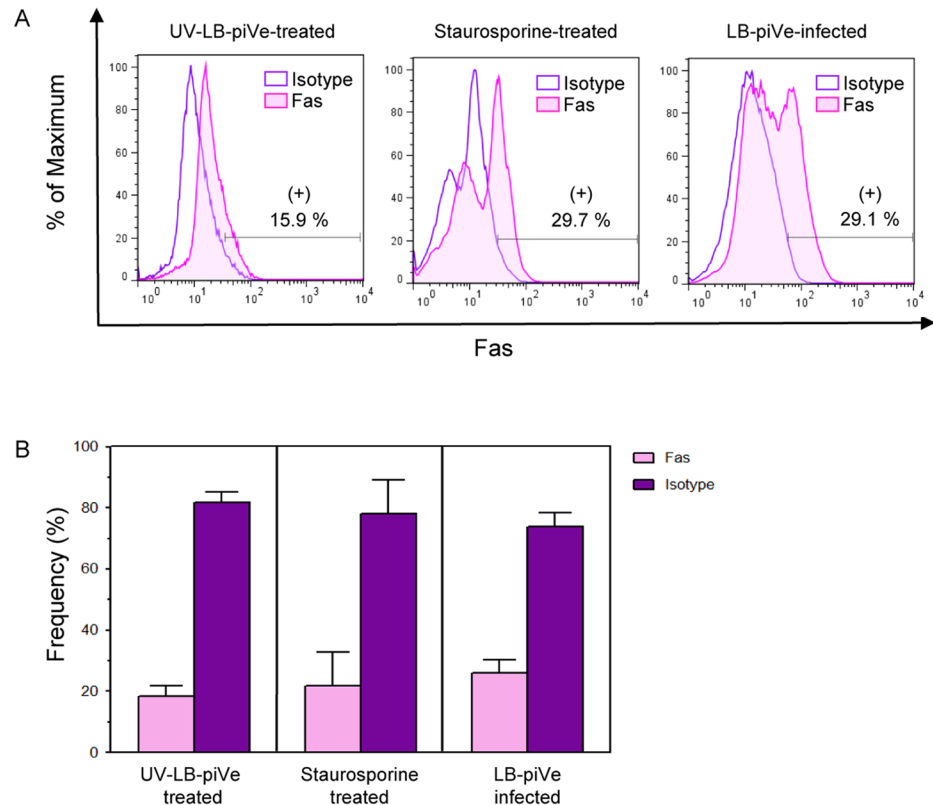 A
UV-LB-piVe-treated
Staurosporine-treated
LB-piVe-infected
% of Maximum
100
80
60
40
20
0
Isotype
Fas
(+)
15.9 %
10^0
10^1
10^2
10^3
10^4
100
80
60
40
20
0
Isotype
Fas
(+)
29.7 %
10^0
10^1
10^2
10^3
10^4
100
80
60
40
20
0
Isotype
Fas
(+)
29.1 %
10^0
10^1
10^2
10^3
10^4
Fas
B
Frequency (%)
100
80
60
40
20
0
Fas
Isotype
UV-LB-piVe
treated
Staurosporine
treated
LB-piVe
infected